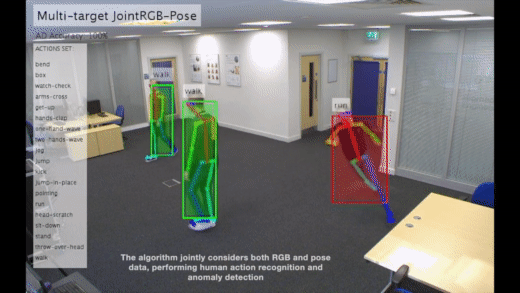 Multi-target JointRGB-Pose
AD Accuracy: 100%
ACTIONS SET
bend
box
watch-check
arms-cross
get-up
hands-clap
one-hand-wave
two-hands-wave
jog
jump
kick
jump-in-place
pointing
run
head-scratch
sit-down
stand
throw-over-head
walk
walk
walk
run
The algorithm jointly considers both RGB and pose
data, performing human action recognition and
anomaly detection